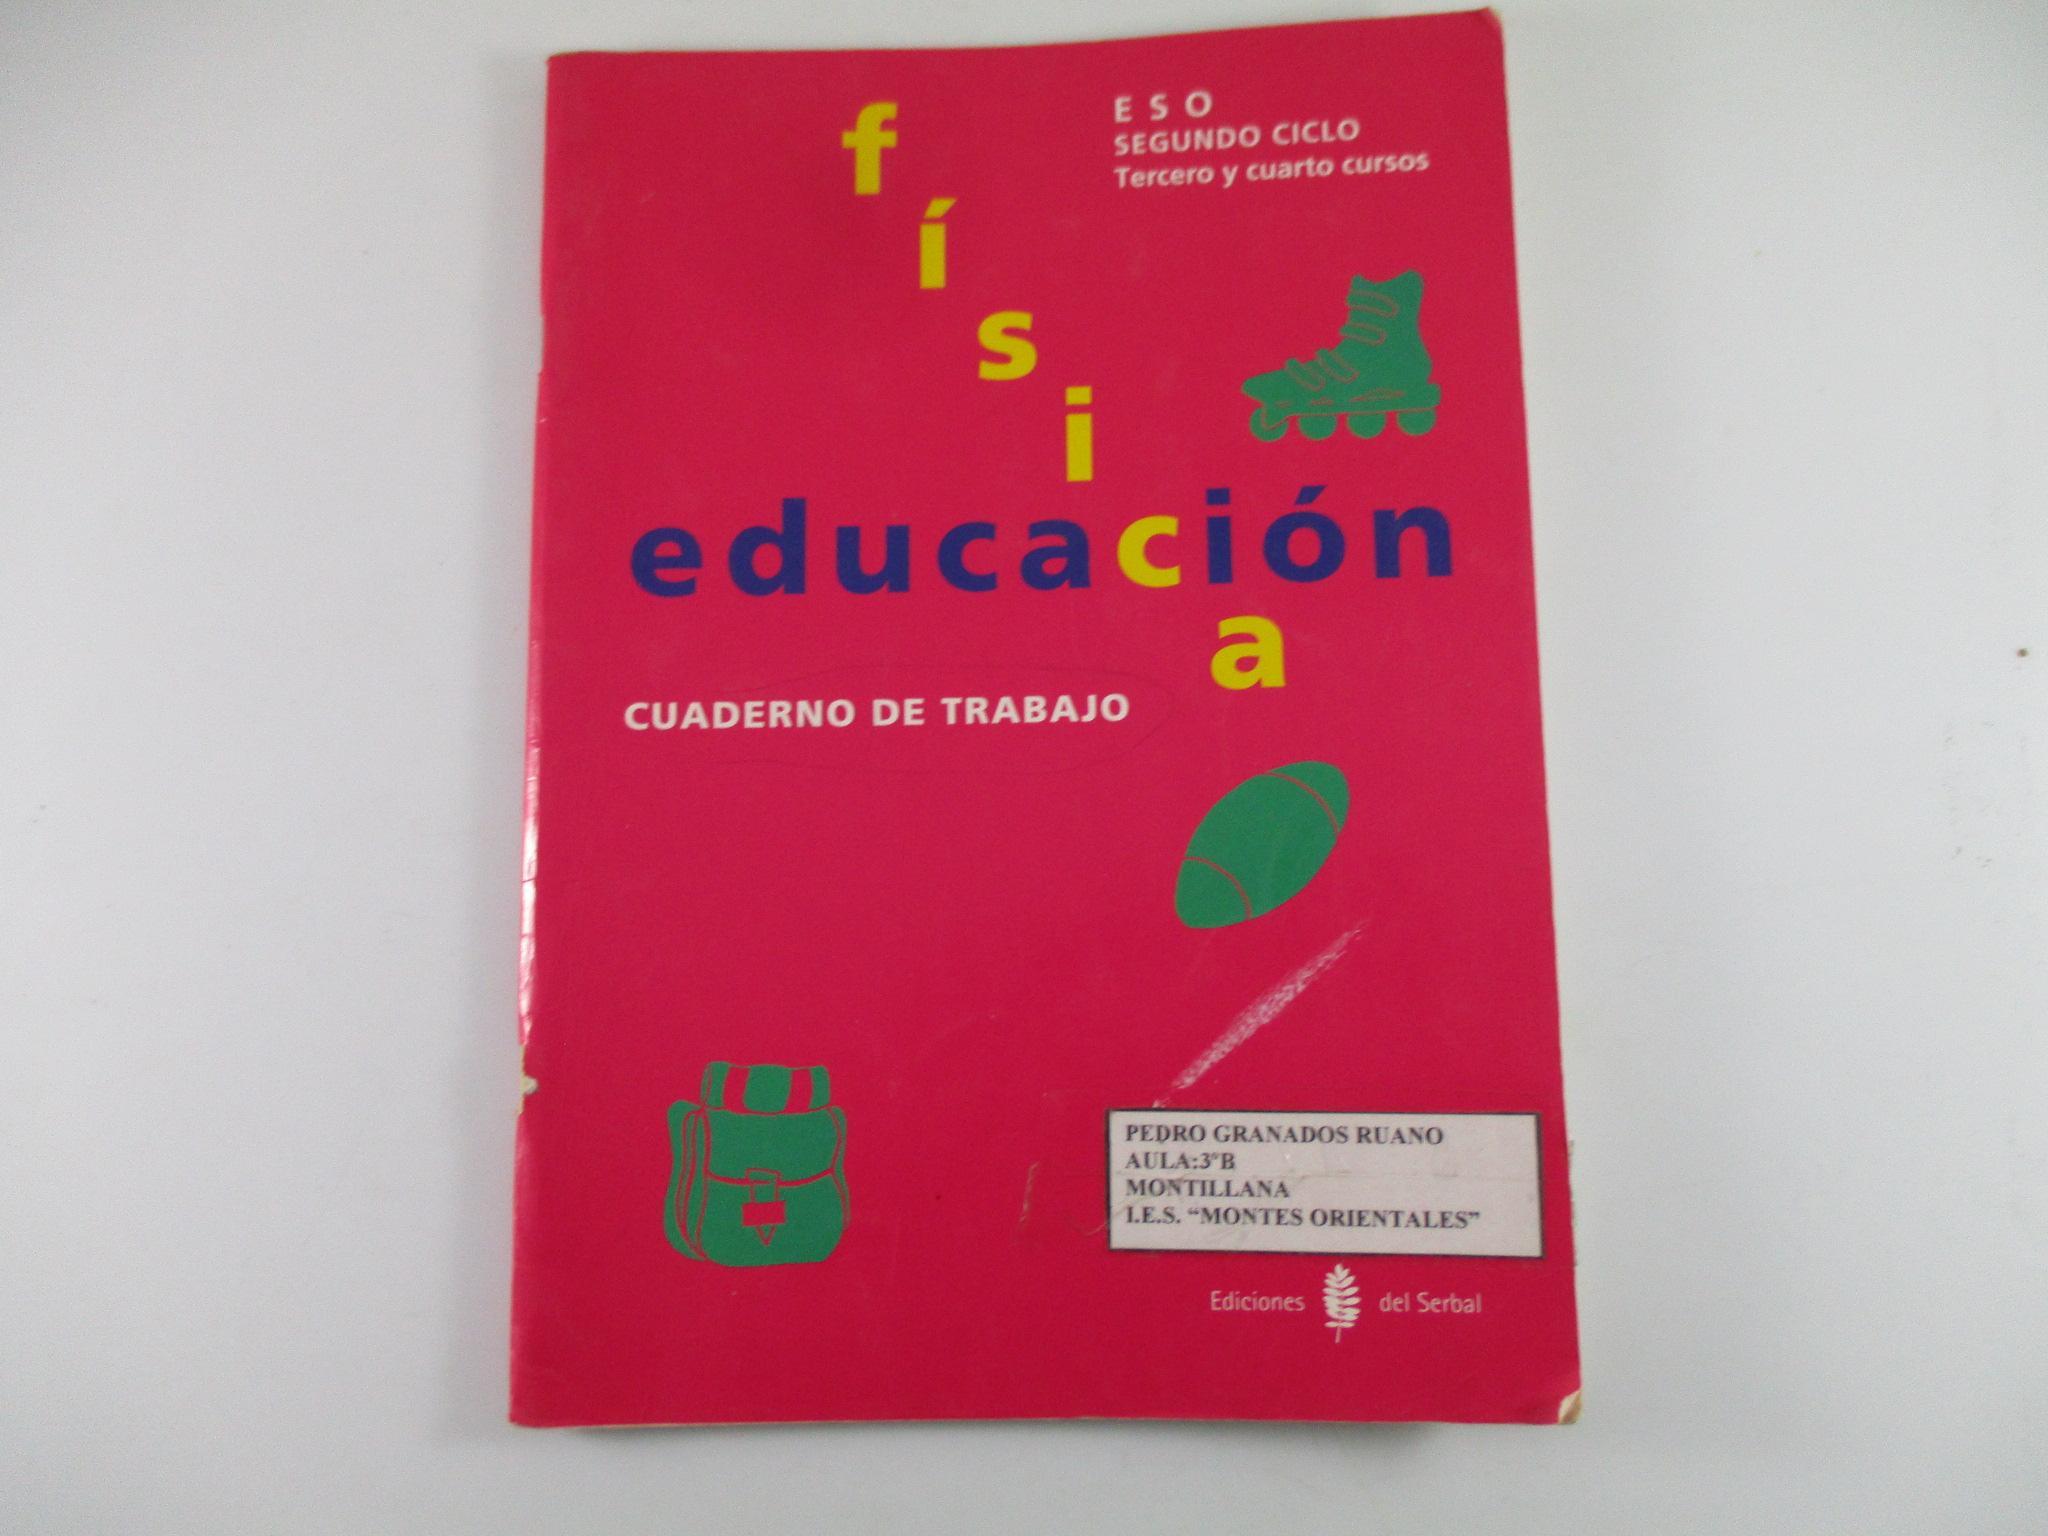 E S O
SEGUNDO CICLO
Tercero y cuarto cursos
física
educación
CUADERNO DE TRABAJO
PEDRO GRANADOS RUANO
AULA:3ºB
MONTILLANA
I.E.S. “MONTES ORIENTALES”
Ediciones del Serbal